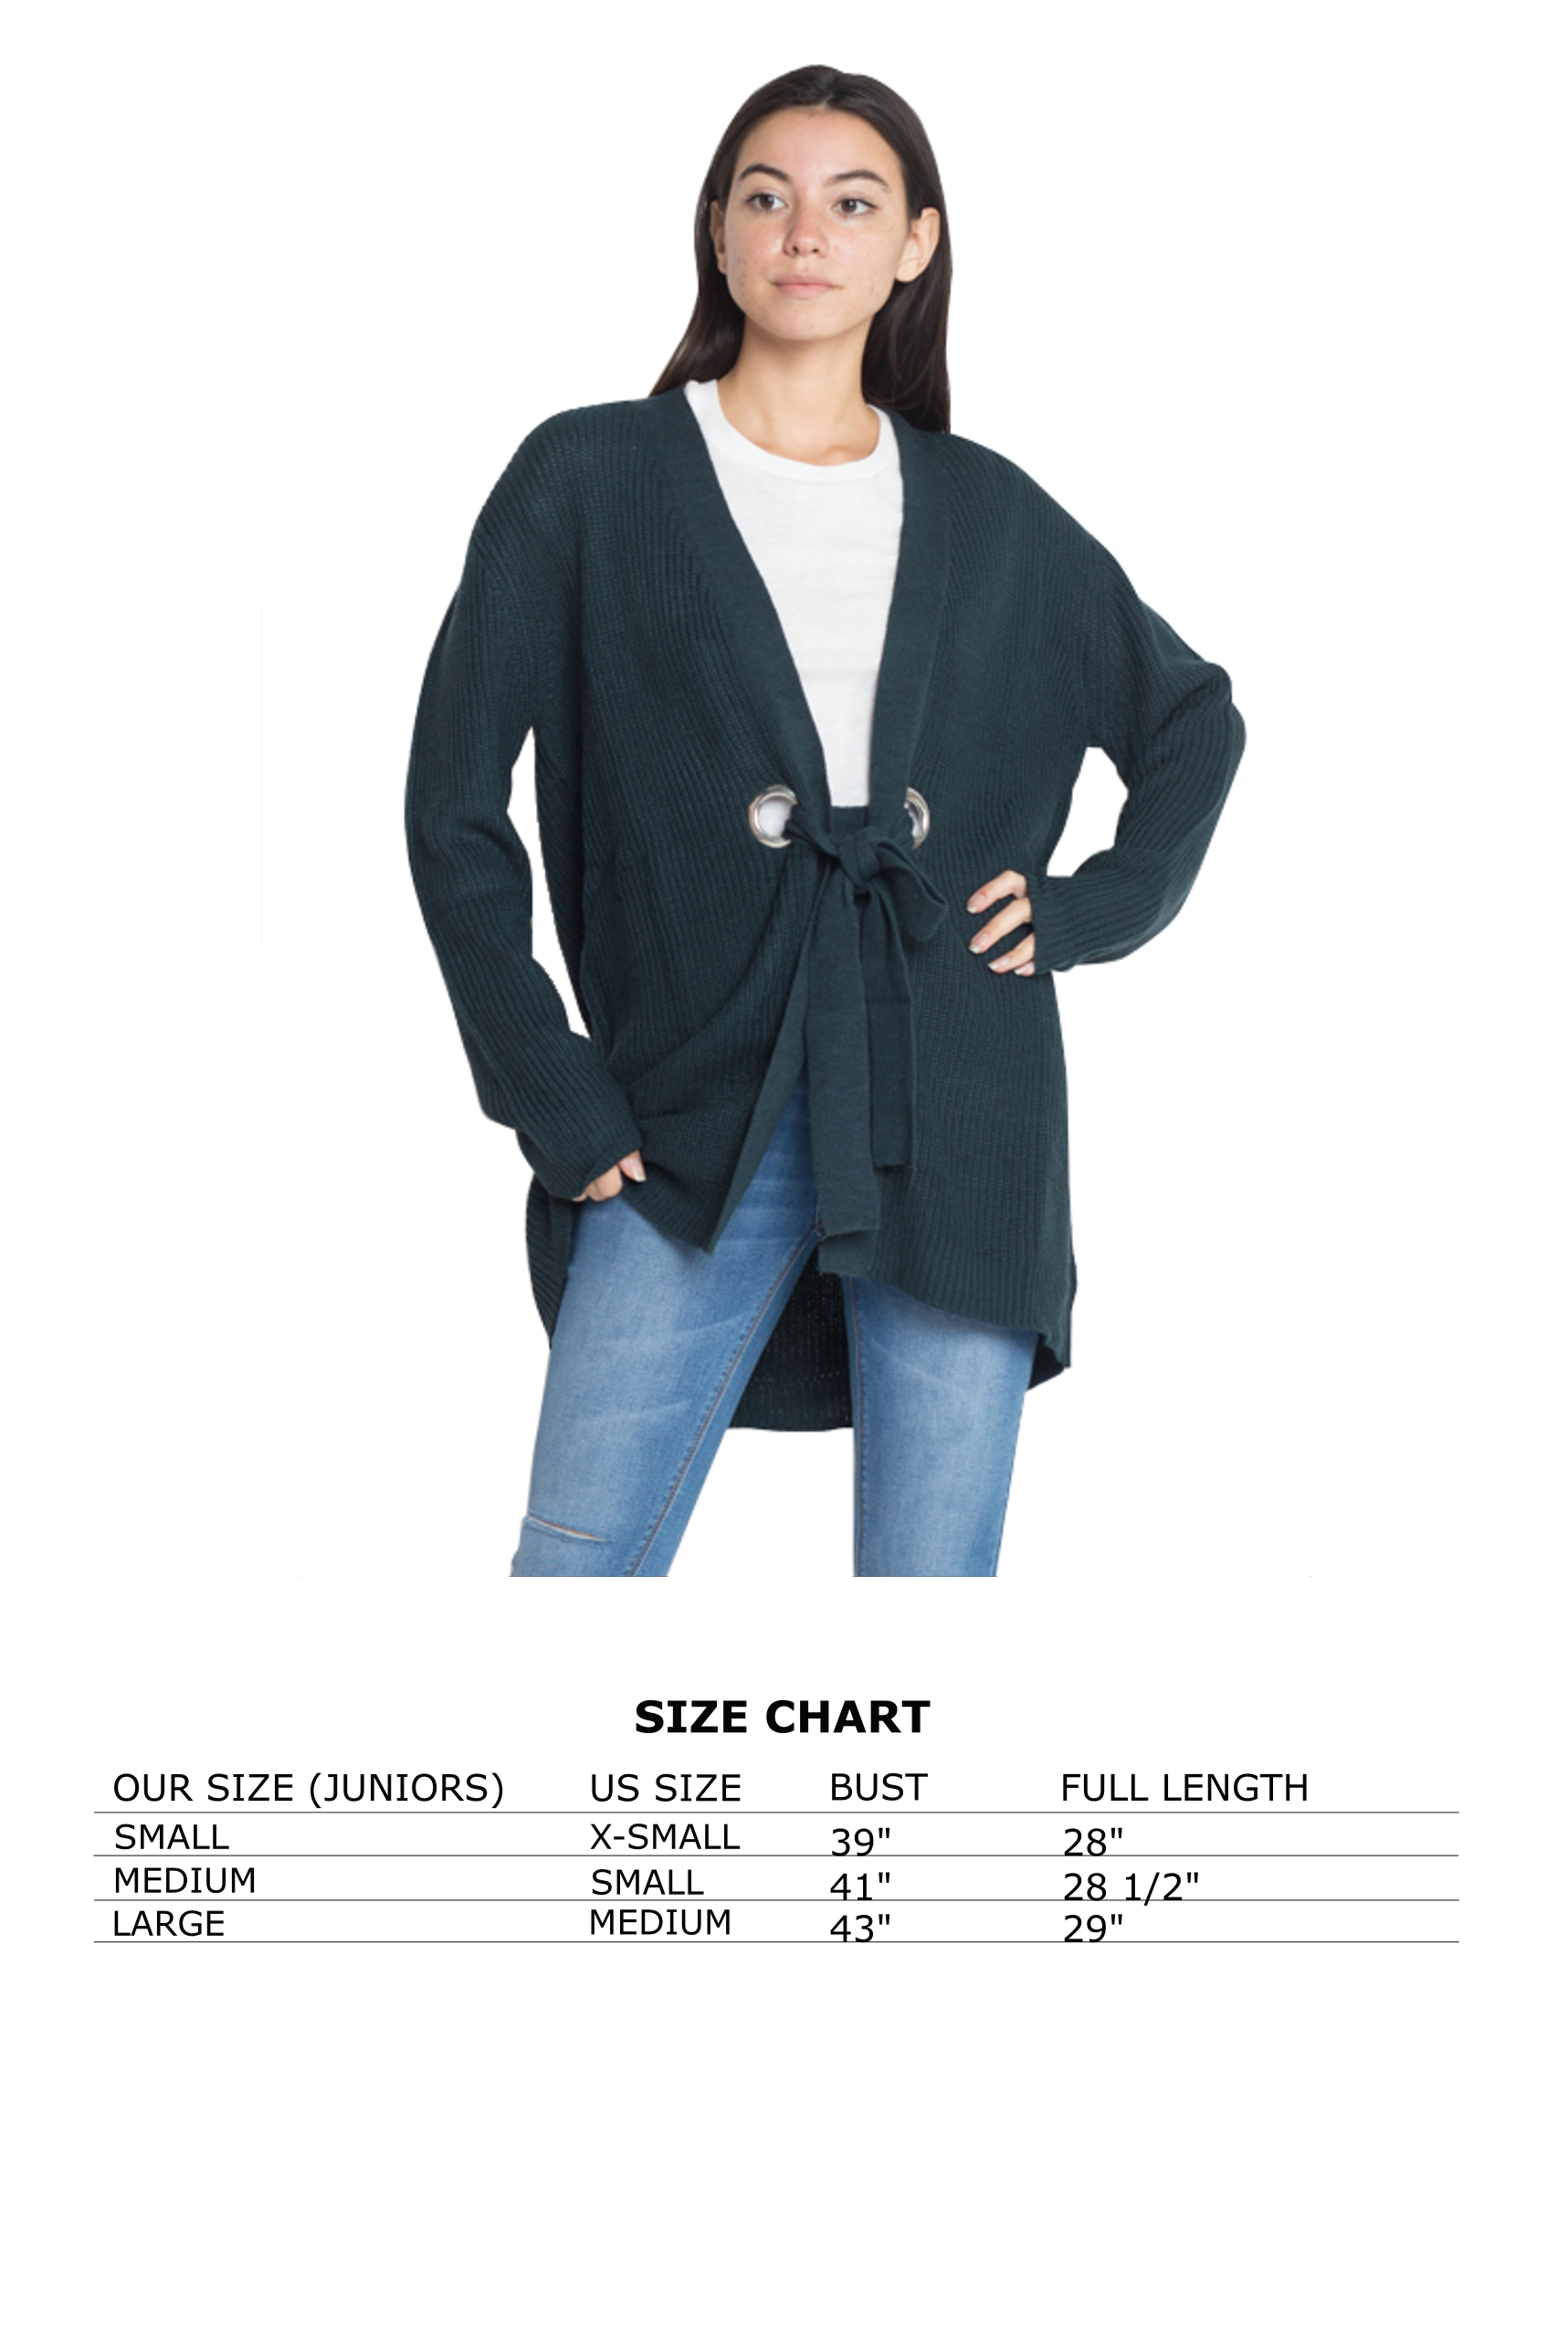 SIZE CHART
OUR SIZE (JUNIORS) US SIZE BUST FULL LENGTH
SMALL X-SMALL 39" 28"
MEDIUM SMALL 41" 28 1/2"
LARGE MEDIUM 43" 29"